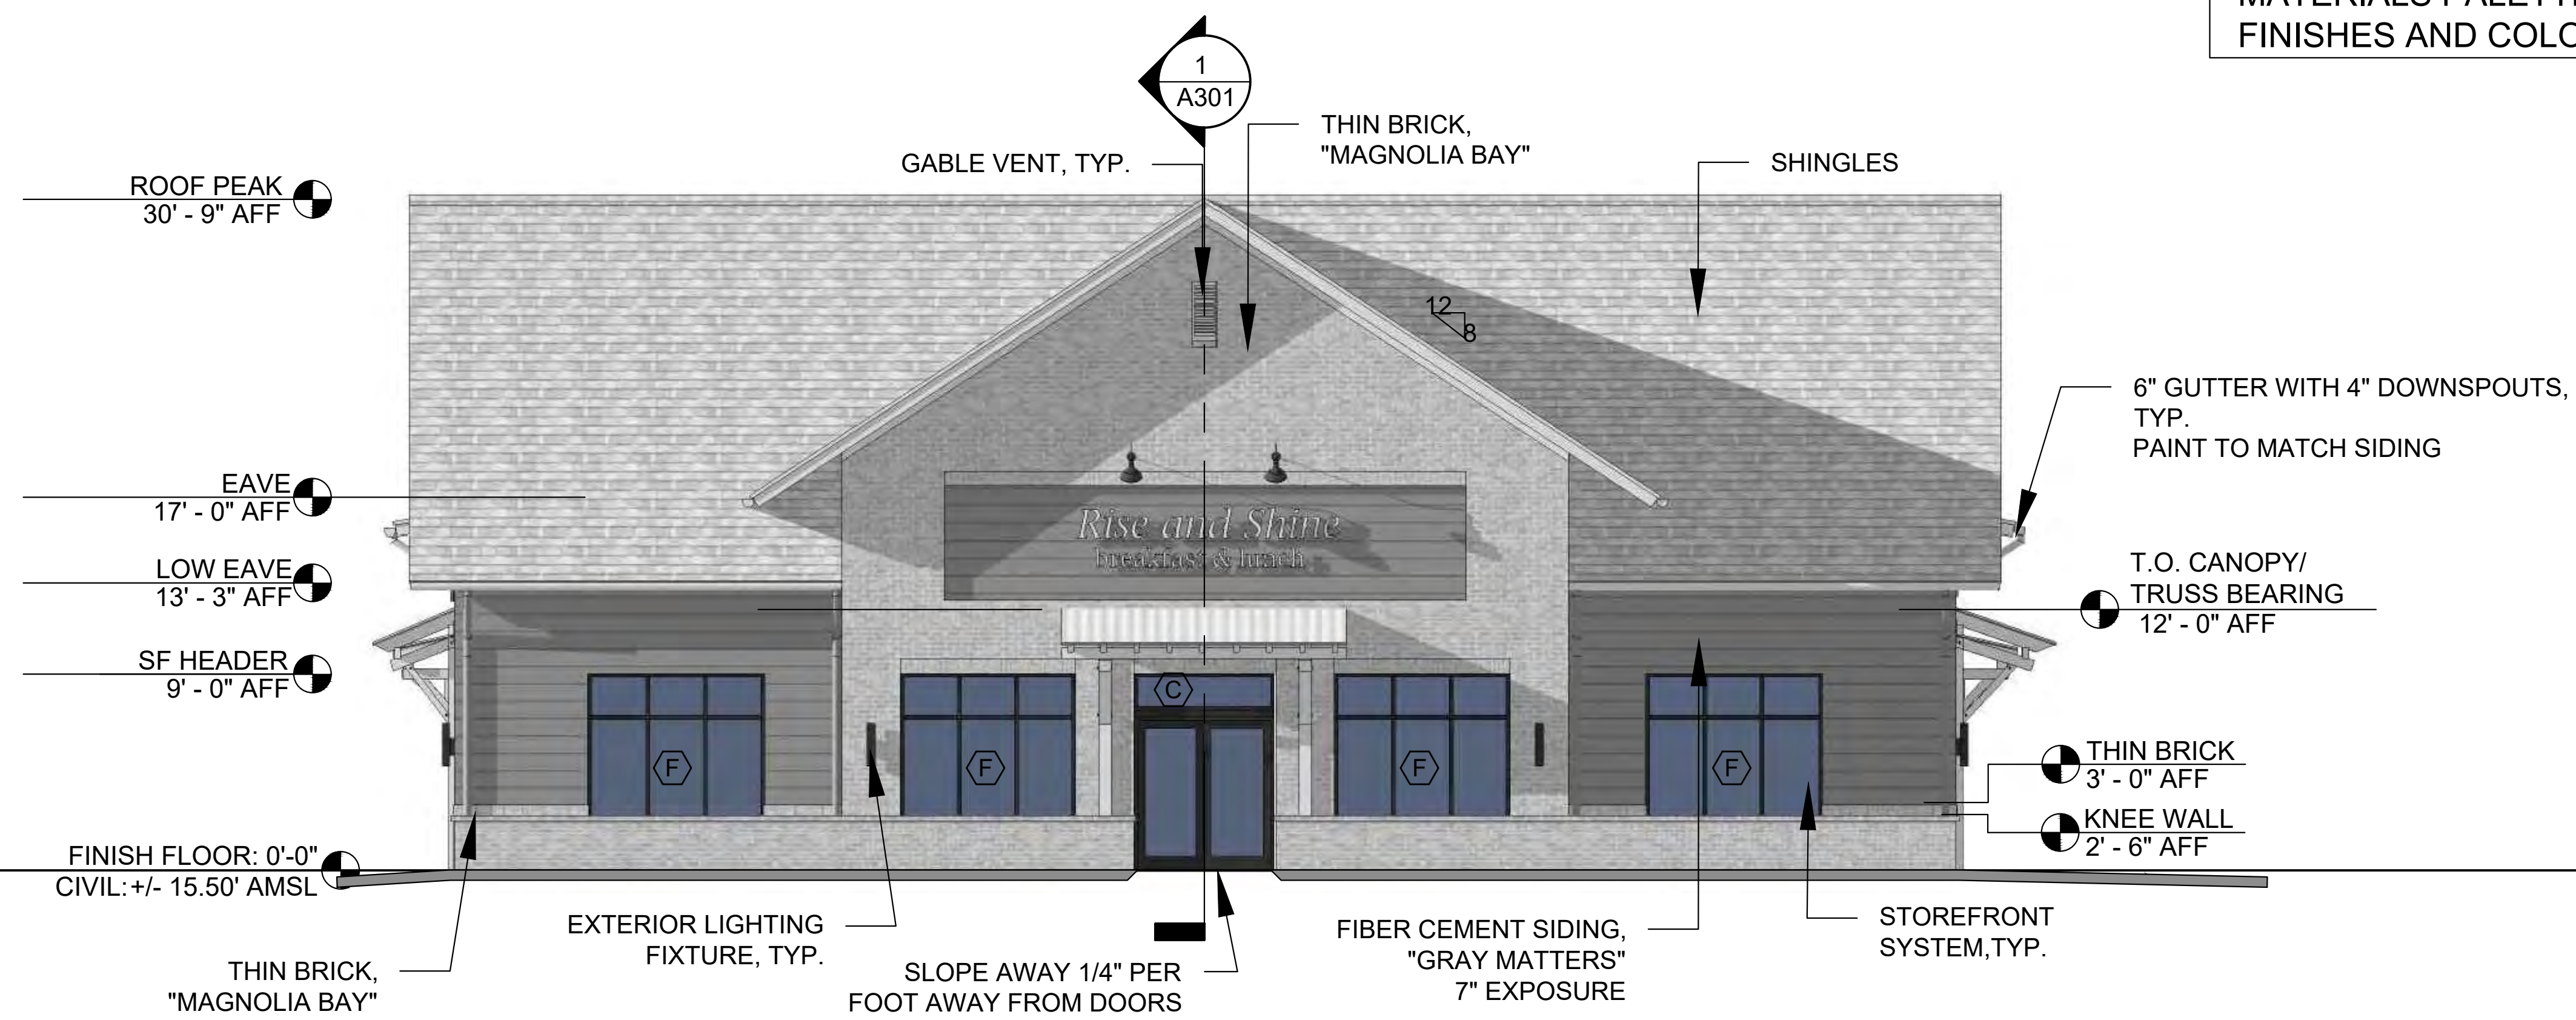 FINISHES AND COLO
1
A301
THIN BRICK,
"MAGNOLIA BAY"
GABLE VENT, TYP.
SHINGLES
ROOF PEAK
30' - 9" AFF
12
8
6" GUTTER WITH 4" DOWNSPOUTS,
TYP.
PAINT TO MATCH SIDING
EAVE
17' - 0" AFF
Rise and Shine
breakfast & lunch
LOW EAVE
13' - 3" AFF
T.O. CANOPY/
TRUSS BEARING
12' - 0" AFF
SF HEADER
9' - 0" AFF
C
F
F
F
F
THIN BRICK
3' - 0" AFF
KNEE WALL
2' - 6" AFF
FINISH FLOOR: 0'-0"
CIVIL:+/- 15.50' AMSL
EXTERIOR LIGHTING
FIXTURE, TYP.
THIN BRICK,
"MAGNOLIA BAY"
SLOPE AWAY 1/4" PER
FOOT AWAY FROM DOORS
FIBER CEMENT SIDING,
"GRAY MATTERS"
7" EXPOSURE
STOREFRONT
SYSTEM,TYP.